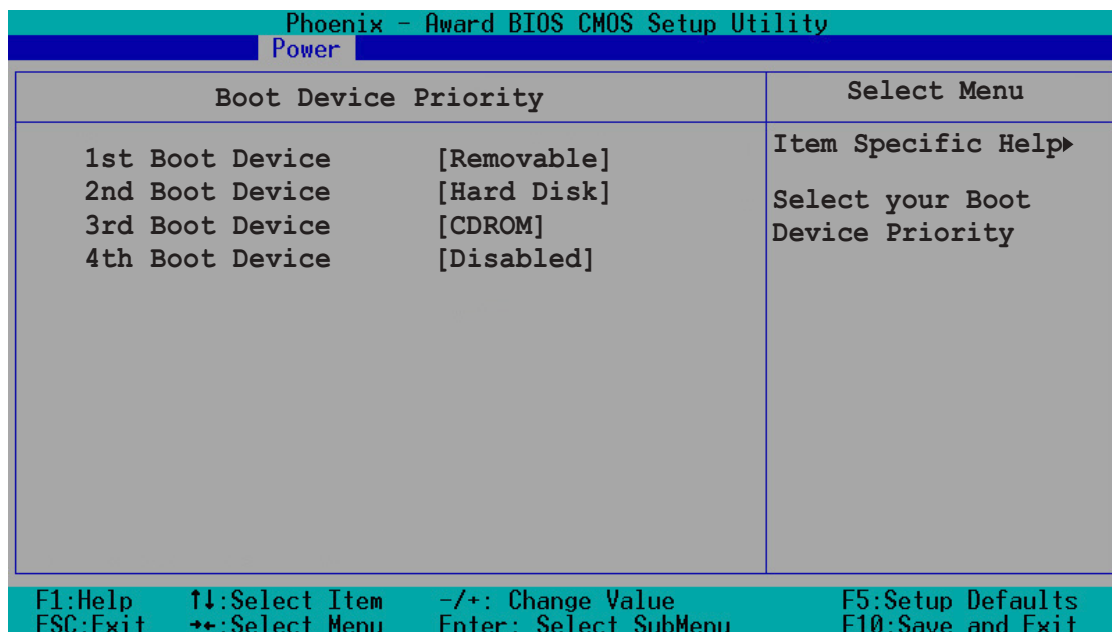 Phoenix - Award BIOS CMOS Setup Utility
Power
Boot Device Priority
Select Menu
1st Boot Device [Removable]
2nd Boot Device [Hard Disk]
3rd Boot Device [CDROM]
4th Boot Device [Disabled]
Item Specific Help▶
Select your Boot
Device Priority
F1:Help ↑↓:Select Item -/+: Change Value F5:Setup Defaults
ESC:Exit →←:Select Menu Enter: Select SubMenu F10:Save and Exit